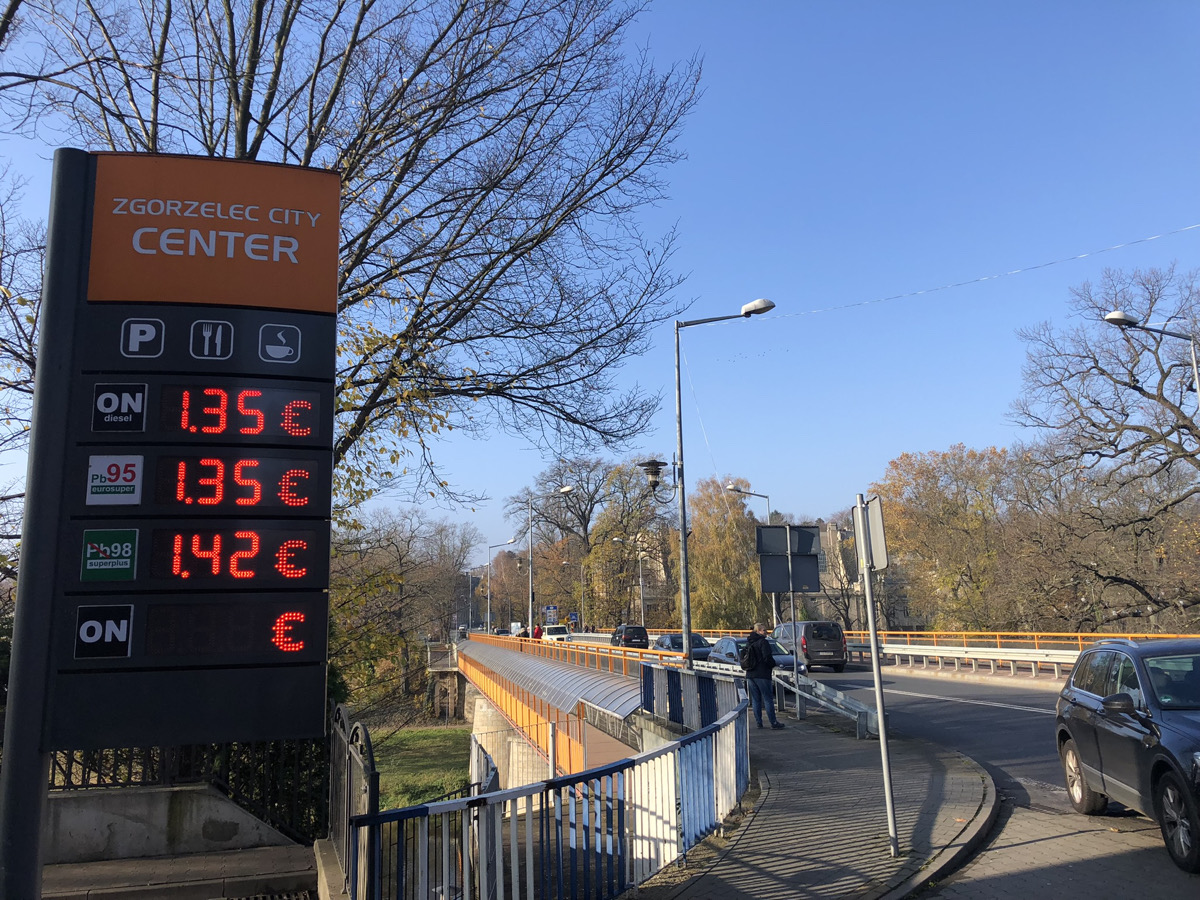 ZGORZELEC CITY
CENTER
P
ON
diesel
1.35 €
Pb95
eurosuper
1.35 €
Pb98
superplus
1.42 €
ON
€